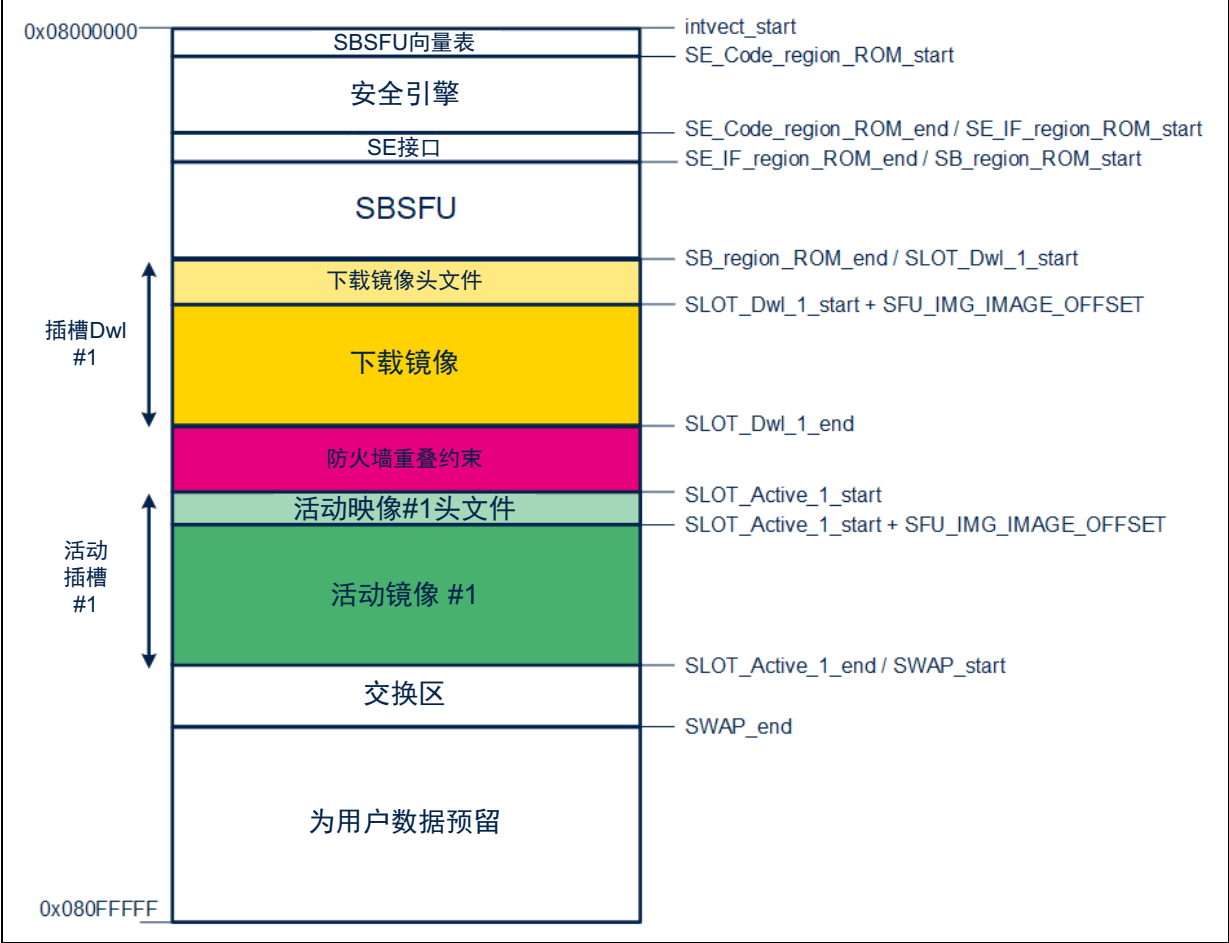 0x08000000
SBSFU向量表
intvect_start
SE_Code_region_ROM_start
安全引擎
SE_Code_region_ROM_end / SE_IF_region_ROM_start
SE接口
SE_IF_region_ROM_end / SB_region_ROM_start
SBSFU
SB_region_ROM_end / SLOT_Dwl_1_start
下载镜像头文件
SLOT_Dwl_1_start + SFU_IMG_IMAGE_OFFSET
插槽Dwl
#1
下载镜像
SLOT_Dwl_1_end
防火墙重叠约束
SLOT_Active_1_start
活动映像#1头文件
SLOT_Active_1_start + SFU_IMG_IMAGE_OFFSET
活动
插槽
#1
活动镜像 #1
SLOT_Active_1_end / SWAP_start
交换区
SWAP_end
为用户数据预留
0x080FFFFF